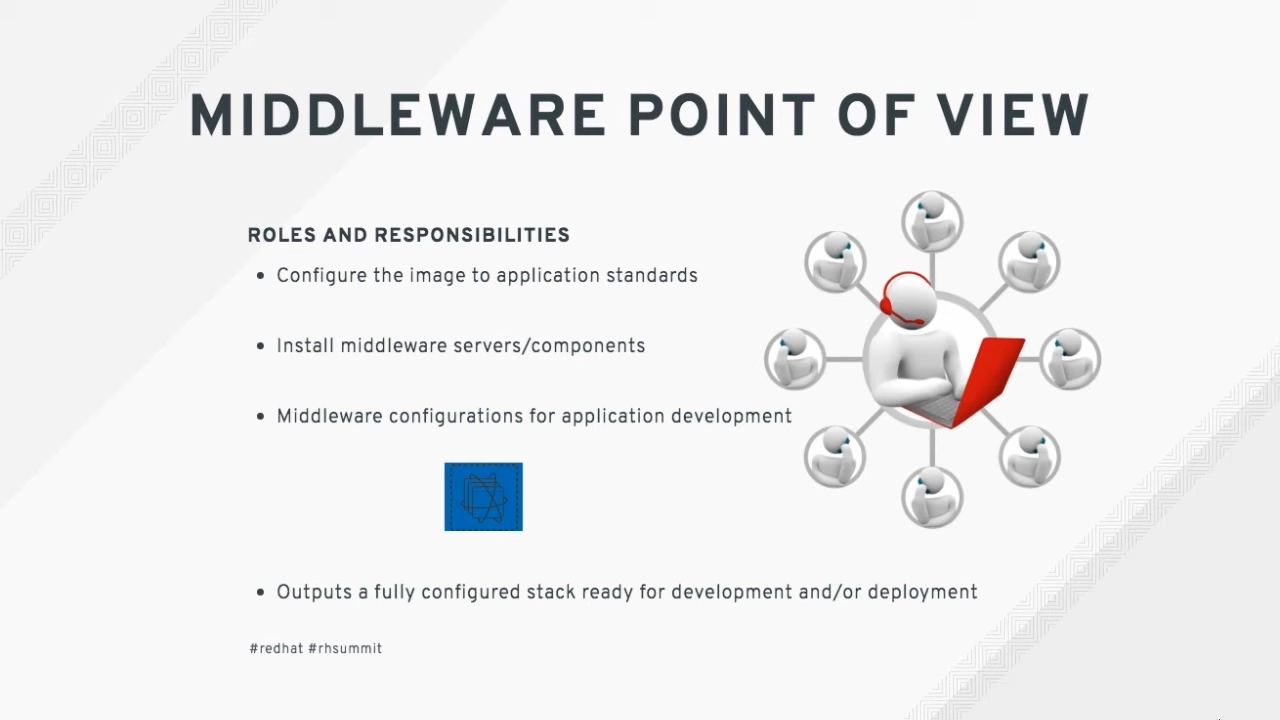 MIDDLEWARE POINT OF VIEW
ROLES AND RESPONSIBILITIES
• Configure the image to application standards
• Install middleware servers/components
• Middleware configurations for application development
• Outputs a fully configured stack ready for development and/or deployment
#redhat #rhsummit